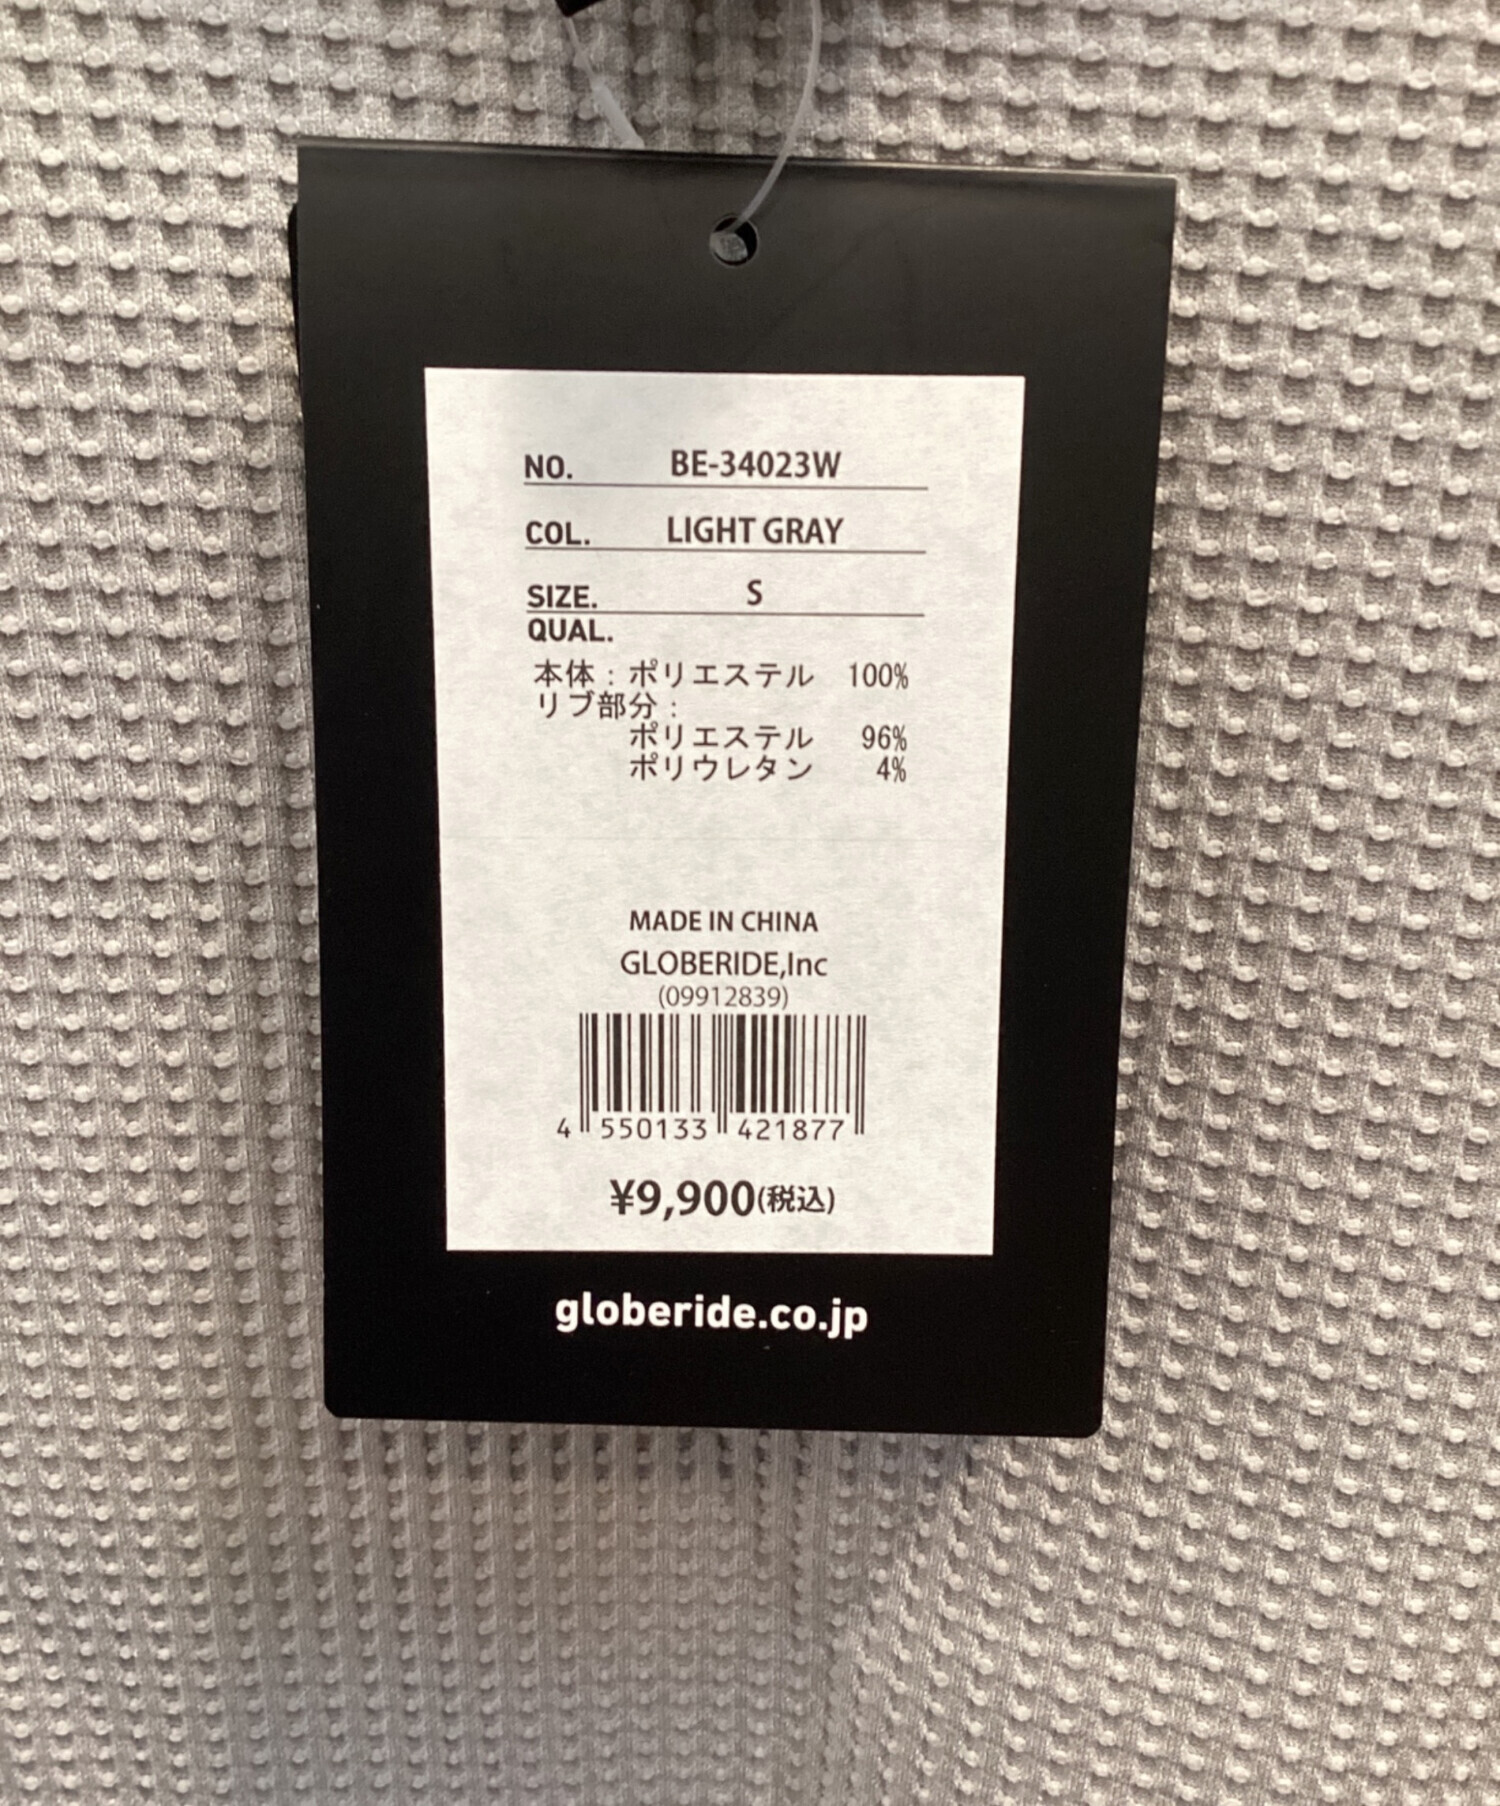 NO. BE-34023W
COL. LIGHT GRAY
SIZE. S
QUAL.
本体：ポリエステル 100%
リブ部分：
ポリエステル 96%
ポリウレタン 4%
MADE IN CHINA
GLOBERIDE,Inc
(09912839)
4 550133 421877
¥9,900(税込)
globeride.co.jp